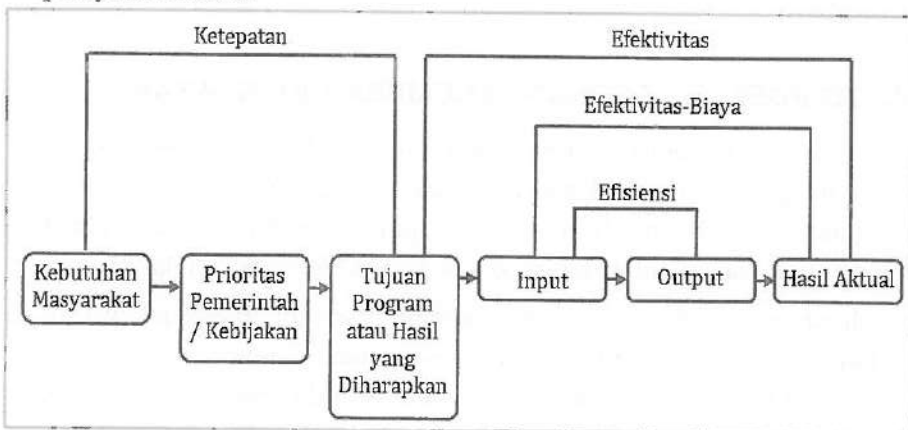 Ketepatan
Efektivitas
Efektivitas-Biaya
Efisiensi
Kebutuhan
Masyarakat
Prioritas
Pemerintah
/ Kebijakan
Tujuan
Program
atau Hasil
yang
Diharapkan
Input
Output
Hasil Aktual